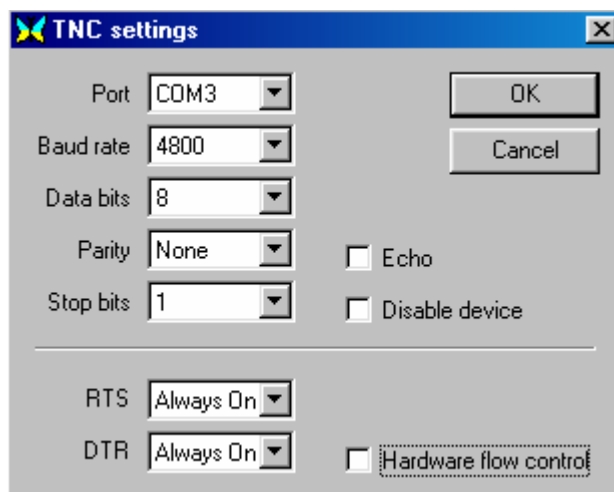 TNC settings
Port COM3 OK
Baud rate 4800 Cancel
Data bits 8
Parity None Echo
Stop bits 1 Disable device
RTS Always On
DTR Always On Hardware flow control